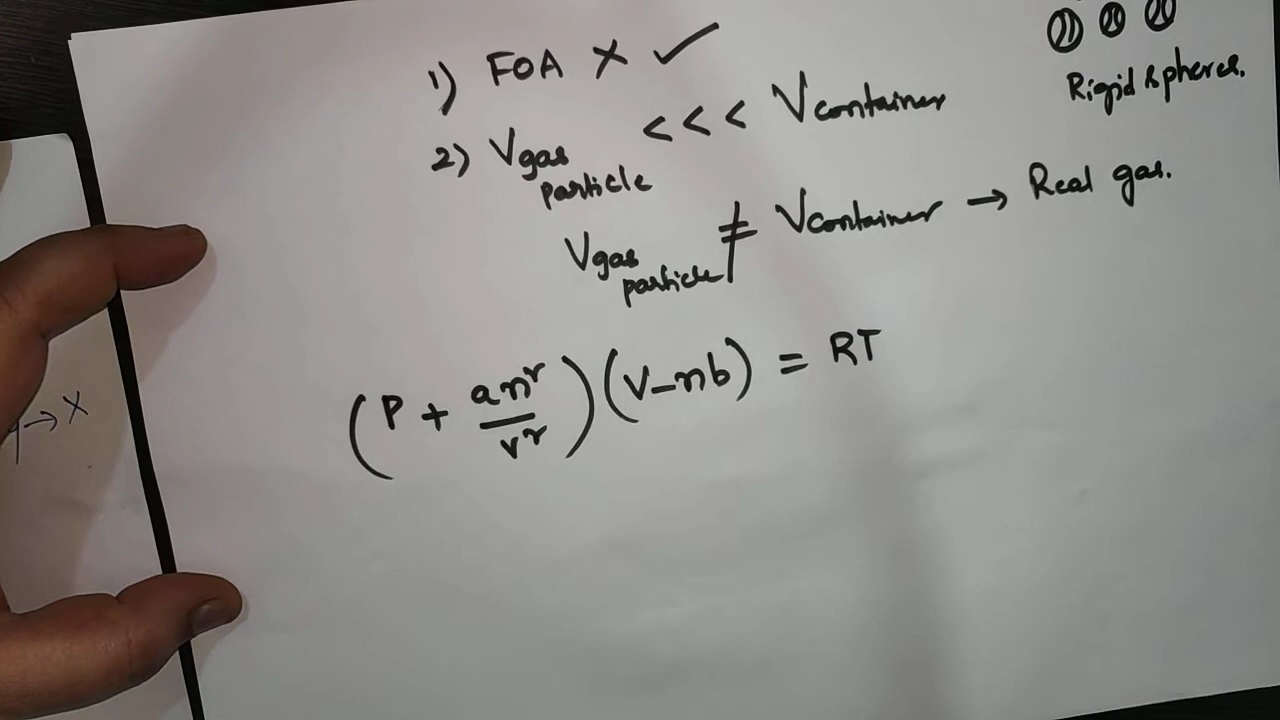 1) FOA × ✓
2) Vgas particle <<< Vcontainer
Rigid spheres.
Vgas particle ≠ Vcontainer → Real gas.
(P + an²/v²)(V-nb) = RT
→ X